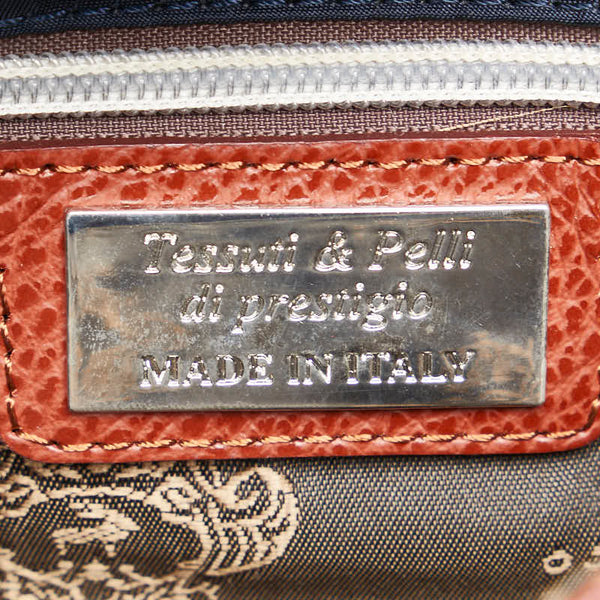 Tessuti & Pelli
di prestigio
MADE IN ITALY